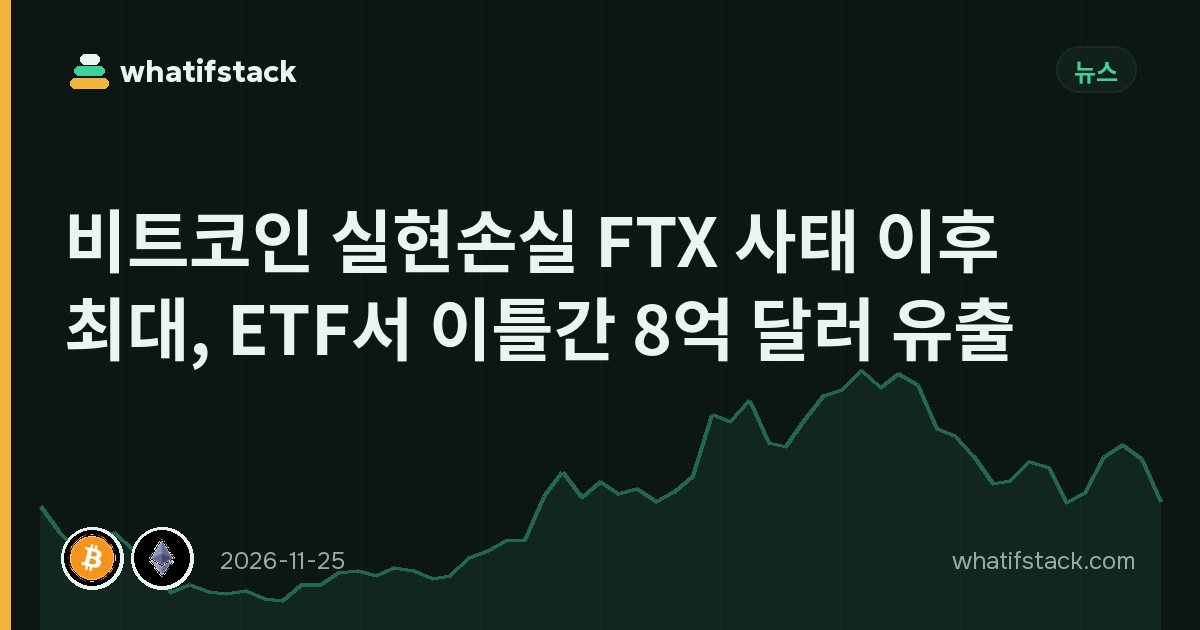 whatifstack
뉴스
비트코인 실현손실 FTX 사태 이후
최대, ETF서 이틀간 8억 달러 유출
2026-11-25
whatifstack.com